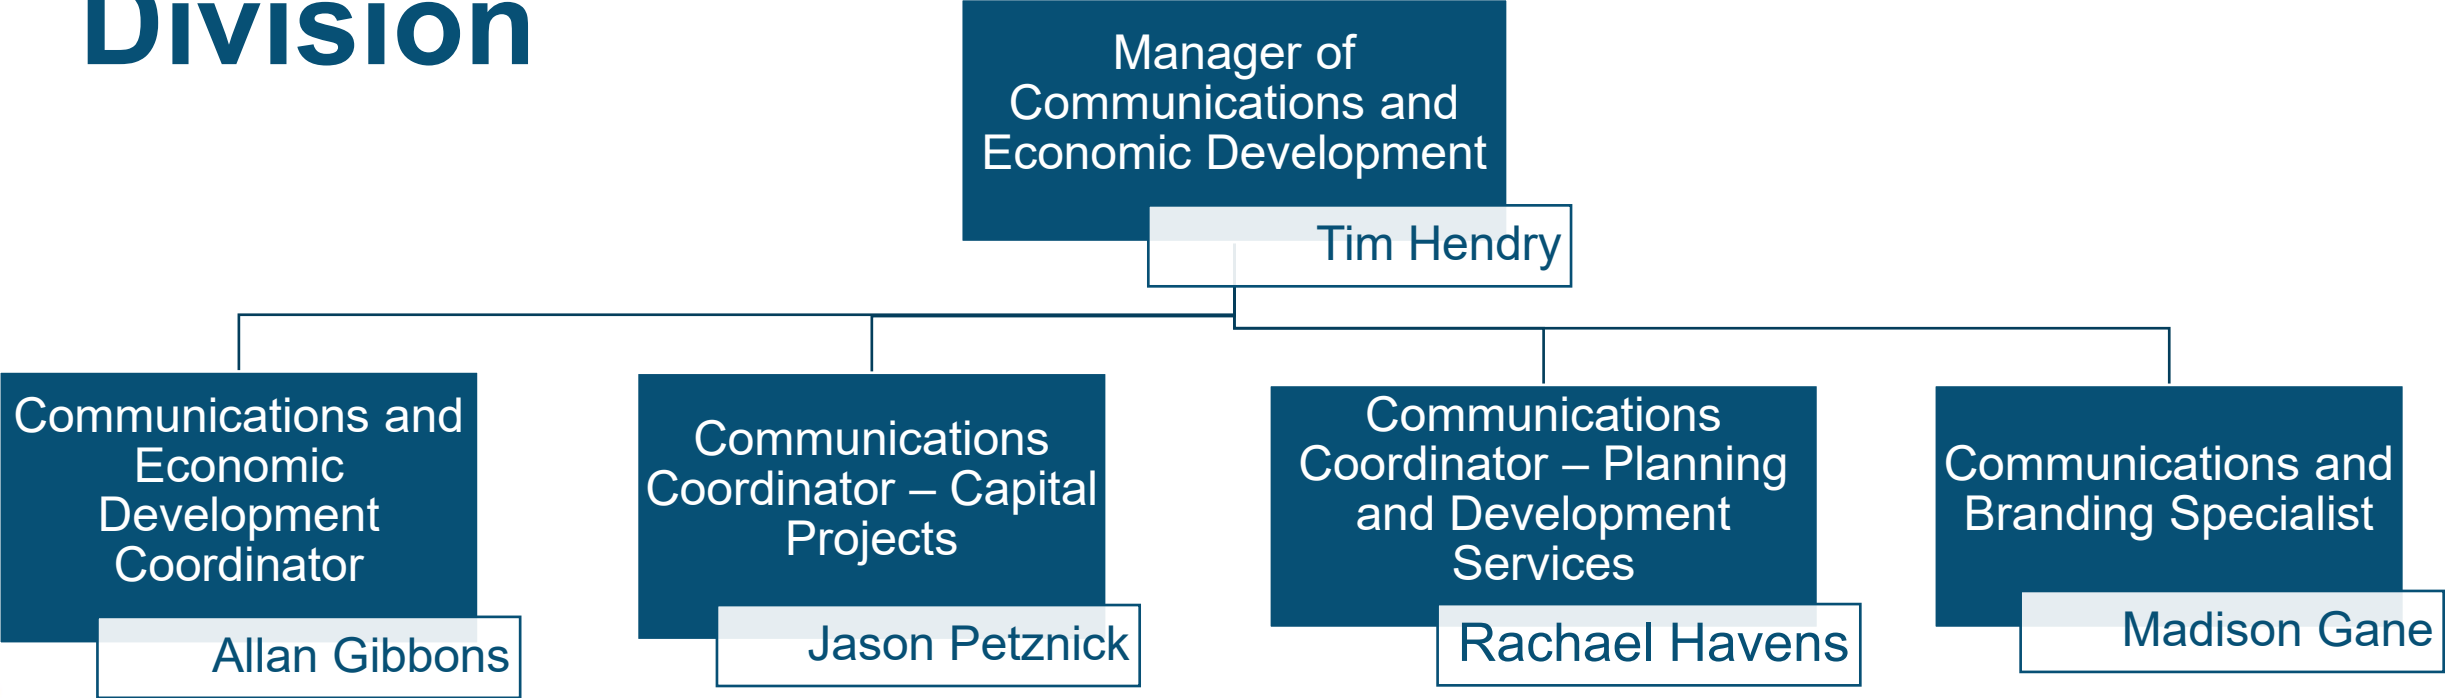 Division
Manager of
Communications and
Economic Development
Tim Hendry
Communications and
Economic
Development
Coordinator
Allan Gibbons
Communications
Coordinator – Capital
Projects
Jason Petznick
Communications
Coordinator – Planning
and Development
Services
Rachael Havens
Communications and
Branding Specialist
Madison Gane